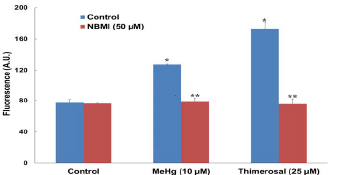 200
Control
NBMI (50 µM)
160
120
80
40
0
Fluorescence (A.U.)
*
**
*
**
Control
MeHg (10 µM)
Thimerosal (25 µM)